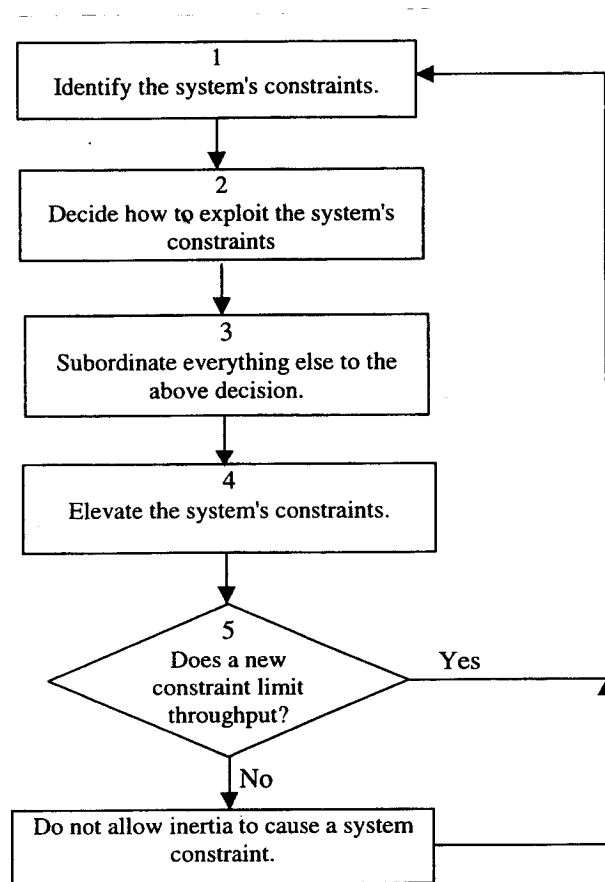 1
Identify the system's constraints.
2
Decide how to exploit the system's
constraints
3
Subordinate everything else to the
above decision.
4
Elevate the system's constraints.
5
Does a new
constraint limit
throughput?
Yes
No
Do not allow inertia to cause a system
constraint.